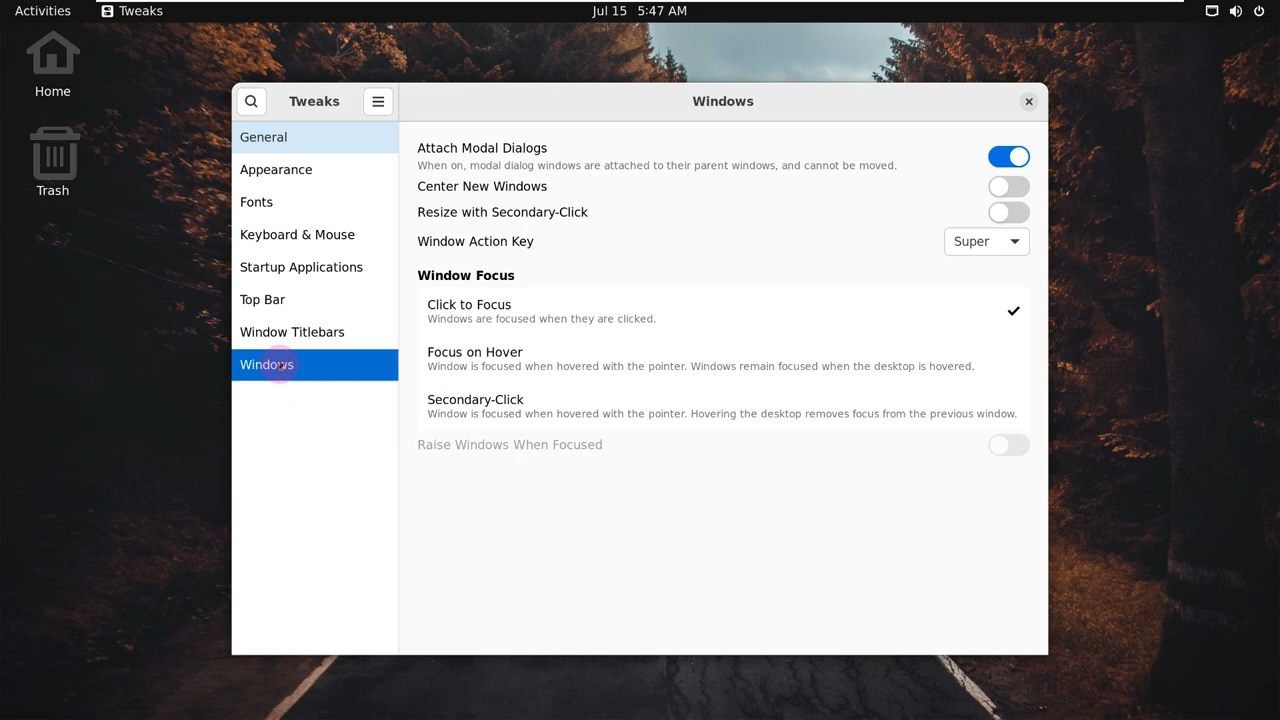 Activities
Tweaks
Jul 15 5:47 AM
Home
Trash
Tweaks
Windows
General
Appearance
Fonts
Keyboard & Mouse
Startup Applications
Top Bar
Window Titlebars
Windows
Attach Modal Dialogs
When on, modal dialog windows are attached to their parent windows, and cannot be moved.
Center New Windows
Resize with Secondary-Click
Window Action Key
Super
Window Focus
Click to Focus
Windows are focused when they are clicked.
Focus on Hover
Window is focused when hovered with the pointer. Windows remain focused when the desktop is hovered.
Secondary-Click
Window is focused when hovered with the pointer. Hovering the desktop removes focus from the previous window.
Raise Windows When Focused